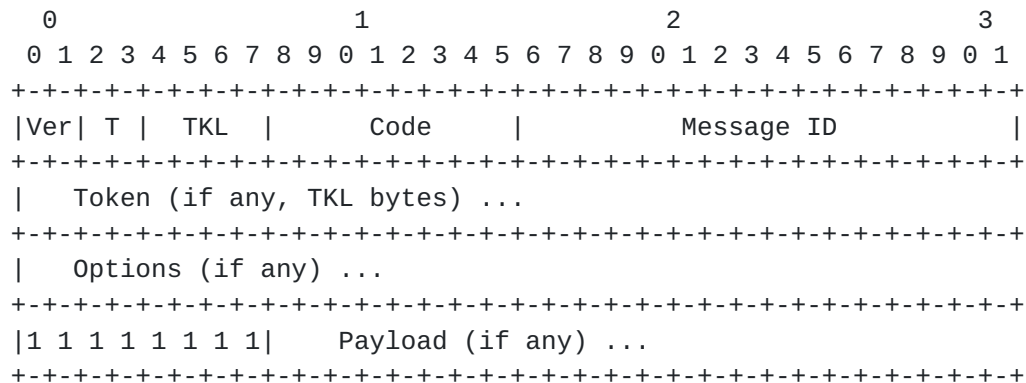 0                   1                   2                   3
 0 1 2 3 4 5 6 7 8 9 0 1 2 3 4 5 6 7 8 9 0 1 2 3 4 5 6 7 8 9 0 1
+-+-+-+-+-+-+-+-+-+-+-+-+-+-+-+-+-+-+-+-+-+-+-+-+-+-+-+-+-+-+-+-+
|Ver| T |  TKL  |      Code     |          Message ID           |
+-+-+-+-+-+-+-+-+-+-+-+-+-+-+-+-+-+-+-+-+-+-+-+-+-+-+-+-+-+-+-+-+
|   Token (if any, TKL bytes) ...
+-+-+-+-+-+-+-+-+-+-+-+-+-+-+-+-+-+-+-+-+-+-+-+-+-+-+-+-+-+-+-+-+
|   Options (if any) ...
+-+-+-+-+-+-+-+-+-+-+-+-+-+-+-+-+-+-+-+-+-+-+-+-+-+-+-+-+-+-+-+-+
|1 1 1 1 1 1 1 1|    Payload (if any) ...
+-+-+-+-+-+-+-+-+-+-+-+-+-+-+-+-+-+-+-+-+-+-+-+-+-+-+-+-+-+-+-+-+